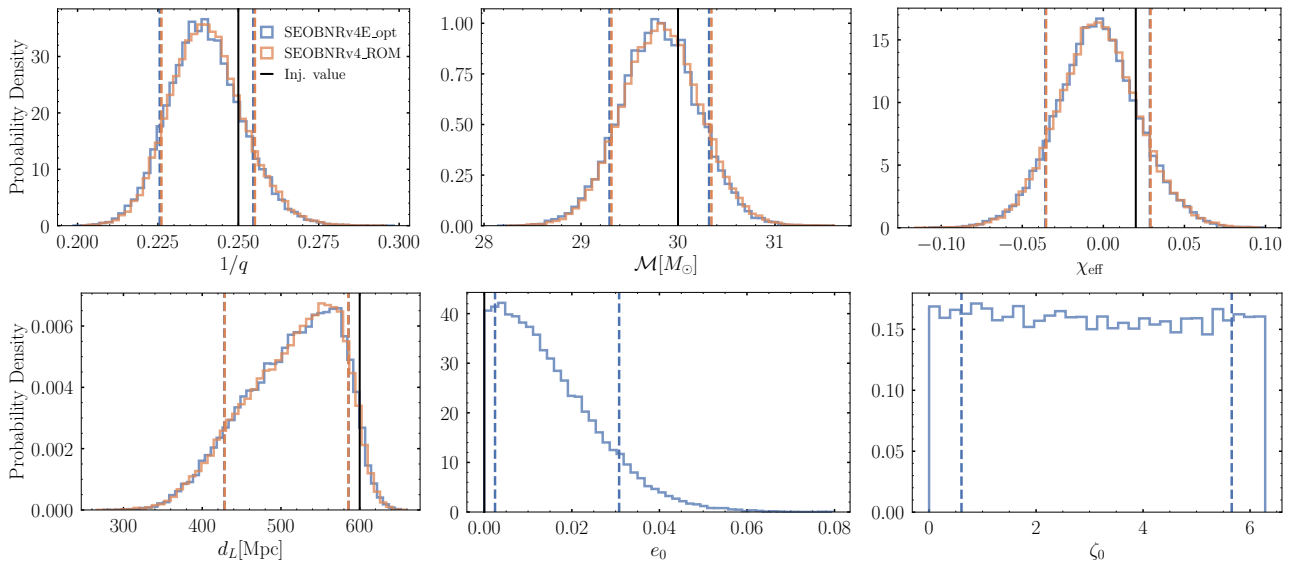 Probability Density
30
20
10
0
0.200 0.225 0.250 0.275 0.300
1/q
SEOBNRv4E_opt
SEOBNRv4_ROM
Inj. value
1.00
0.75
0.50
0.25
0.00
28 29 30 31
ℳ[M⊙]
15
10
5
0
−0.10 −0.05 0.00 0.05 0.10
χeff
Probability Density
0.006
0.004
0.002
0.000
300 400 500 600
dL[Mpc]
40
30
20
10
0
0.00 0.02 0.04 0.06 0.08
e0
0.15
0.10
0.05
0.00
0 2 4 6
ζ0